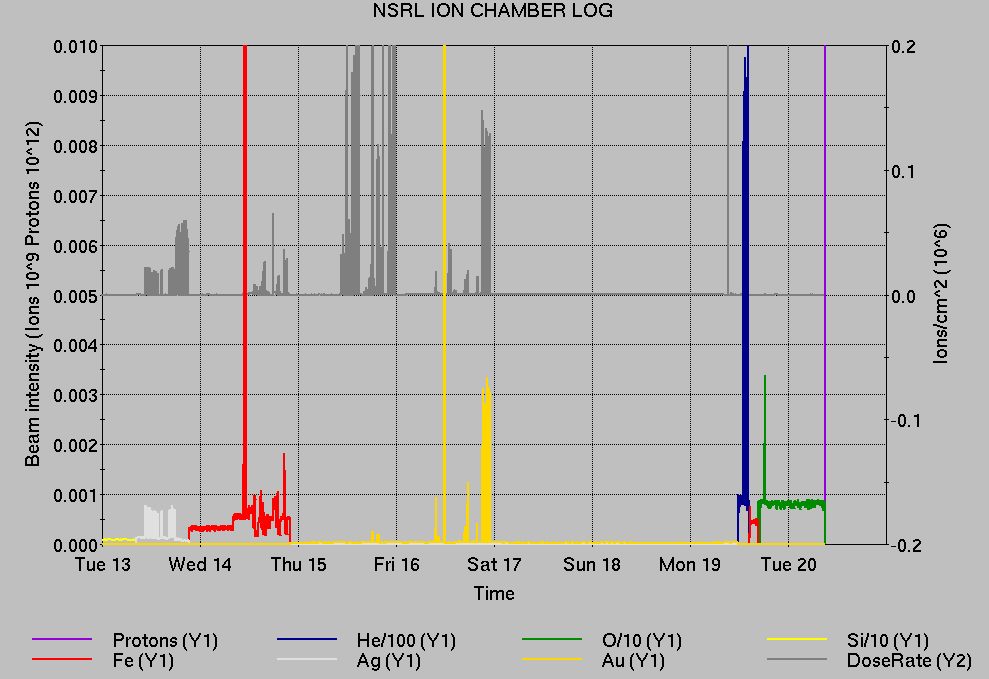 NSRL ION CHAMBER LOG
0.010
0.009
0.008
0.007
0.006
0.005
0.004
0.003
0.002
0.001
0.000
Beam intensity (Ions 10^9 Protons 10^12)
0.2
0.1
0.0
-0.1
-0.2
Ions/cm^2 (10^6)
Tue 13 Wed 14 Thu 15 Fri 16 Sat 17 Sun 18 Mon 19 Tue 20
Time
Protons (Y1) He/100 (Y1) O/10 (Y1) Si/10 (Y1)
Fe (Y1) Ag (Y1) Au (Y1) DoseRate (Y2)